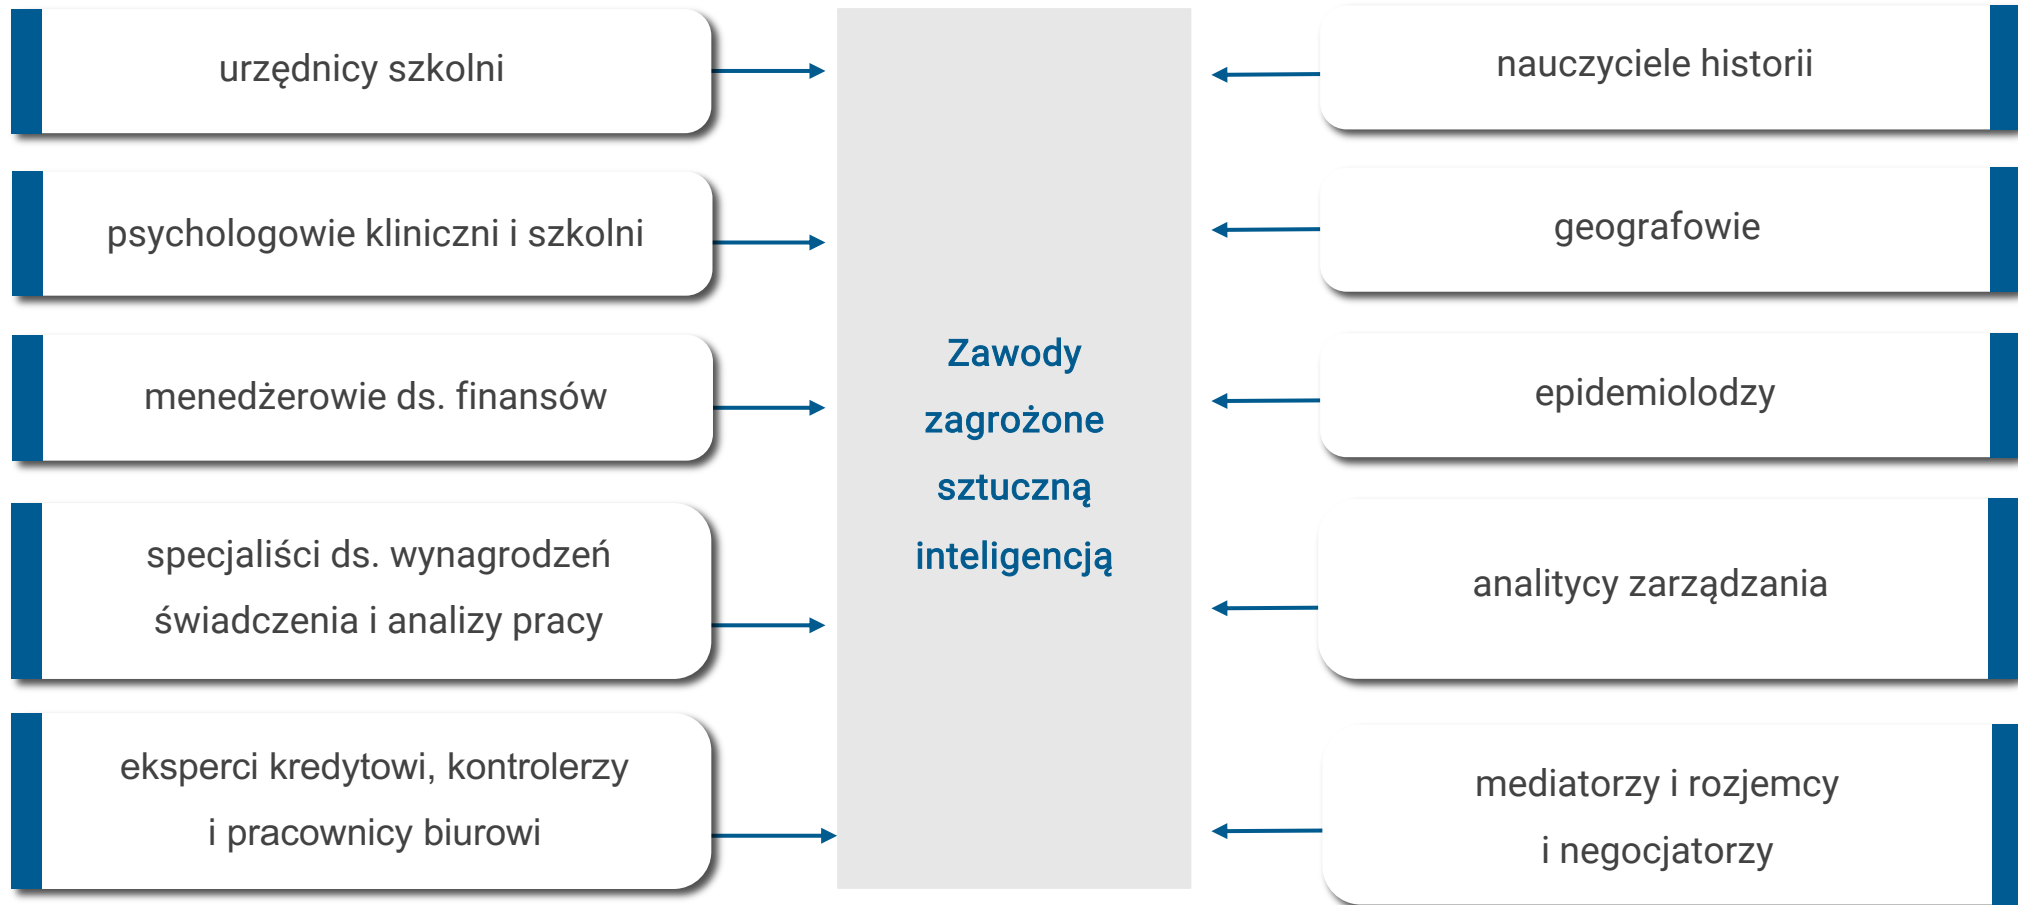 urzędnicy szkolni
psychologowie kliniczni i szkolni
menedżerowie ds. finansów
specjaliści ds. wynagrodzeń
świadczenia i analizy pracy
eksperci kredytowi, kontrolerzy
i pracownicy biurowi
Zawody
zagrożone
sztuczną
inteligencją
nauczyciele historii
geografowie
epidemiolodzy
analitycy zarządzania
mediatorzy i rozjemcy
i negocjatorzy